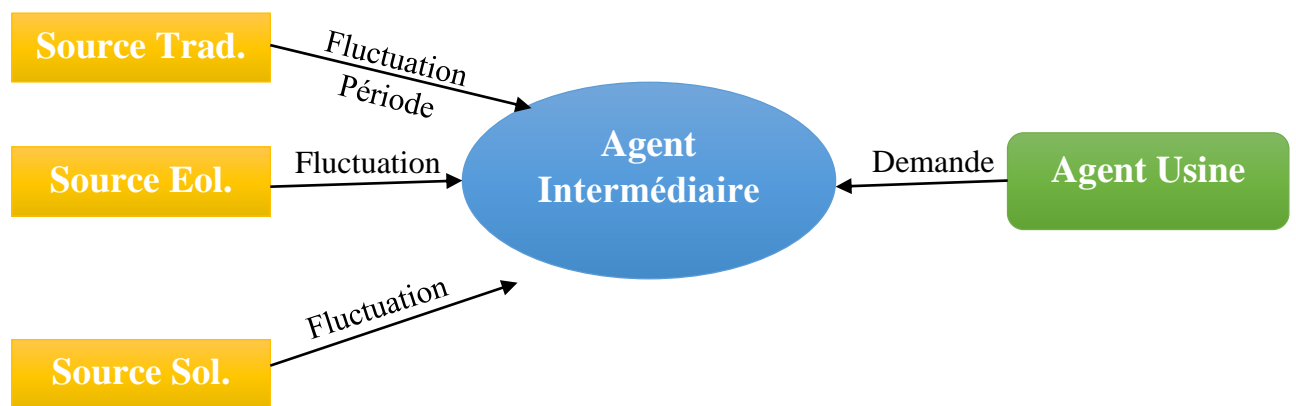 Source Trad.
Fluctuation
Période
Agent
Intermédiaire
Source Eol.
Fluctuation
Demande
Agent Usine
Fluctuation
Source Sol.